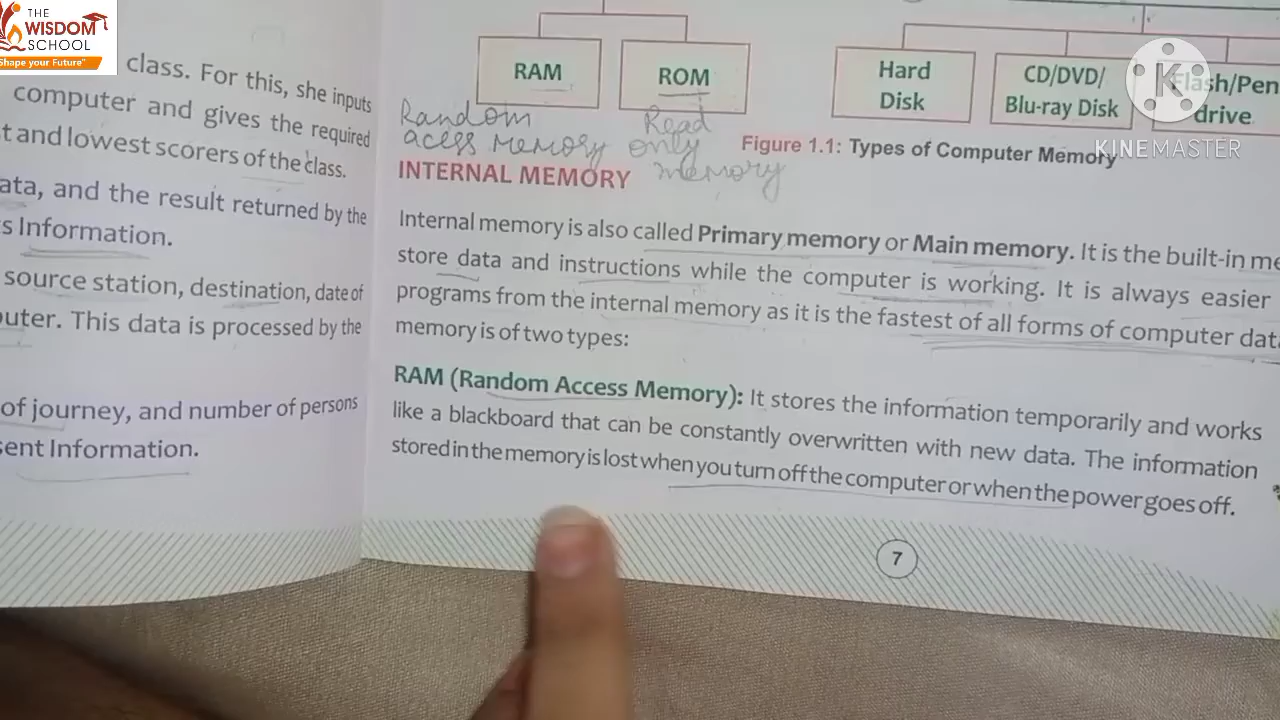 THE
WISDOM
SCHOOL
Shape your Future"
class. For this, she inputs
computer and gives the required
t and lowest scorers of the class.
ata, and the result returned by the
s Information.
source station, destination, date of
puter. This data is processed by the
of journey, and number of persons
sent Information.
RAM
ROM
Hard
Disk
CD/DVD/
Blu-ray Disk
Flash/Pen
drive
K
KINEMASTER
Random
acess Memory
Read
only
memory
Figure 1.1: Types of Computer Memory
INTERNAL MEMORY
Internal memory is also called Primary memory or Main memory. It is the built-in me
store data and instructions while the computer is working. It is always easier
programs from the internal memory as it is the fastest of all forms of computer data
memory is of two types:
RAM (Random Access Memory): It stores the information temporarily and works
like a blackboard that can be constantly overwritten with new data. The information
stored in the memory is lost when you turn off the computer or when the power goes off.
7